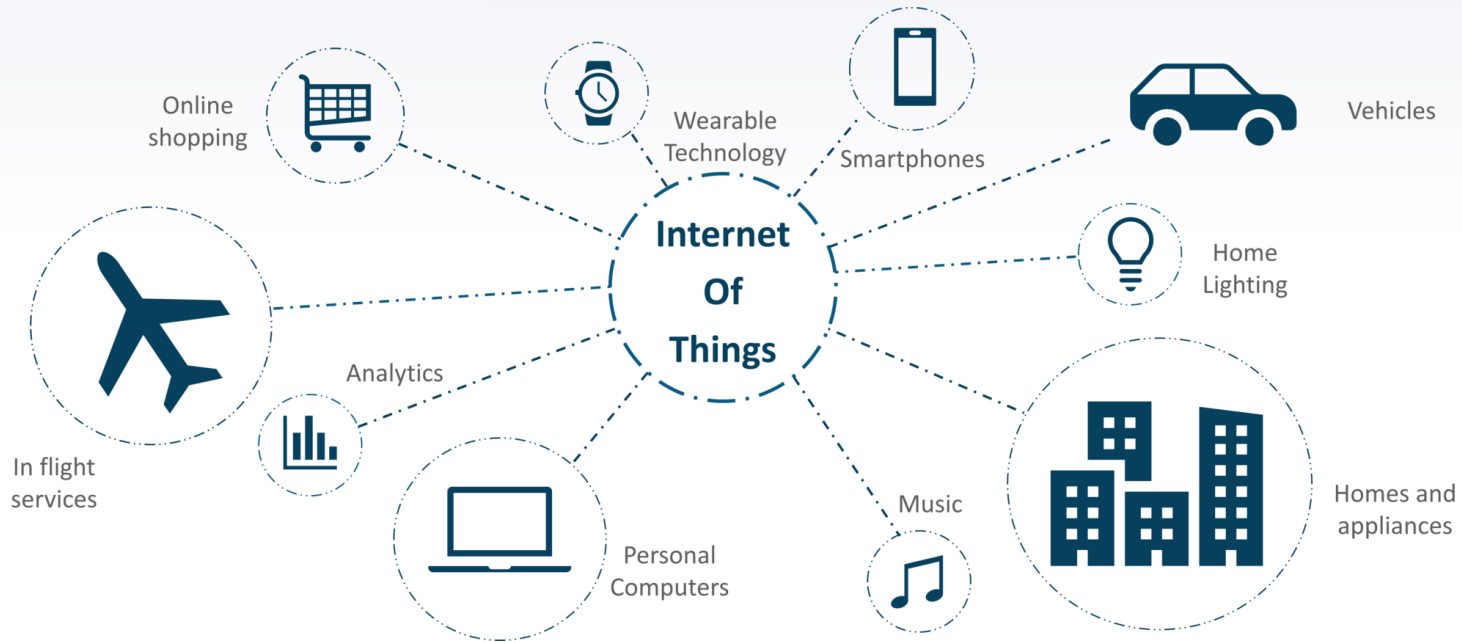 Online
shopping
Wearable
Technology
Smartphones
Vehicles
Internet
Of
Things
Home
Lighting
In flight
services
Analytics
Personal
Computers
Music
Homes and
appliances